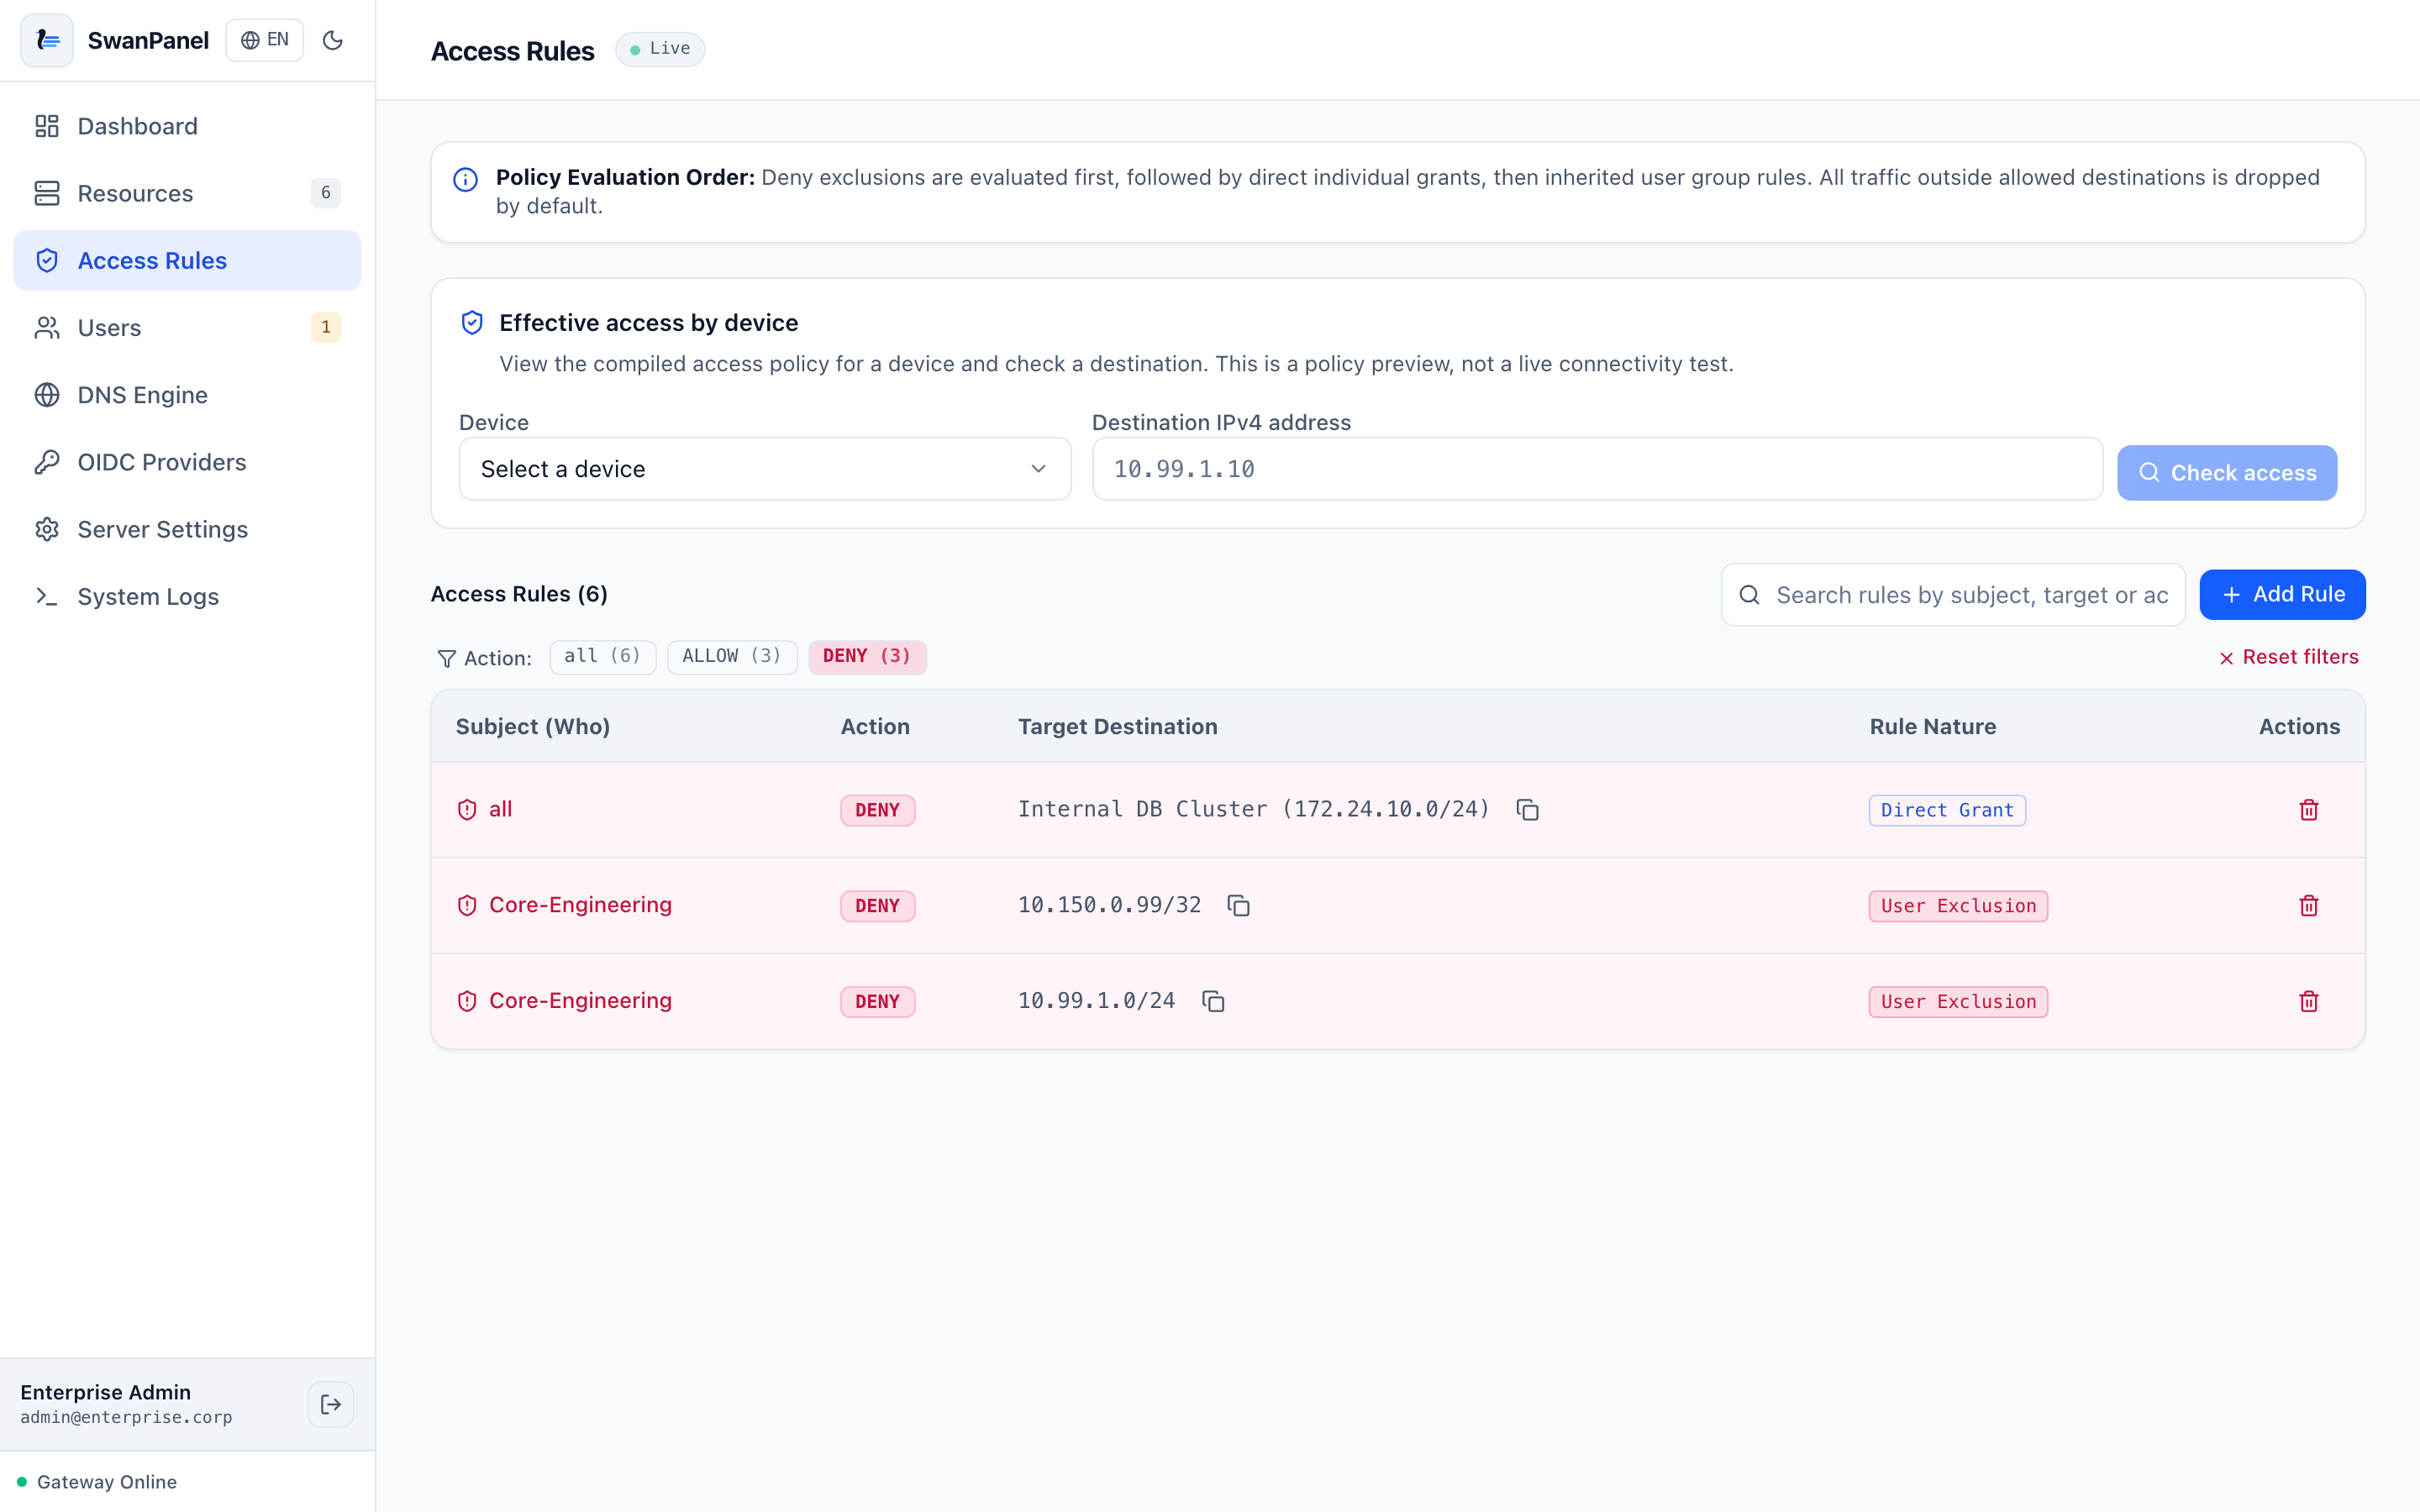 SwanPanel
EN
Dashboard
Resources
6
Access Rules
Users
1
DNS Engine
OIDC Providers
Server Settings
System Logs
Enterprise Admin
admin@enterprise.corp
Gateway Online
Access Rules
Live
Policy Evaluation Order: Deny exclusions are evaluated first, followed by direct individual grants, then inherited user group rules. All traffic outside allowed destinations is dropped
by default.
Effective access by device
View the compiled access policy for a device and check a destination. This is a policy preview, not a live connectivity test.
Device
Destination IPv4 address
Select a device
10.99.1.10
Check access
Access Rules (6)
Search rules by subject, target or ac
Add Rule
Action:
all (6)
ALLOW (3)
DENY (3)
Reset filters
Subject (Who)
Action
Target Destination
Rule Nature
Actions
all
DENY
Internal DB Cluster (172.24.10.0/24)
Direct Grant
Core-Engineering
DENY
10.150.0.99/32
User Exclusion
Core-Engineering
DENY
10.99.1.0/24
User Exclusion